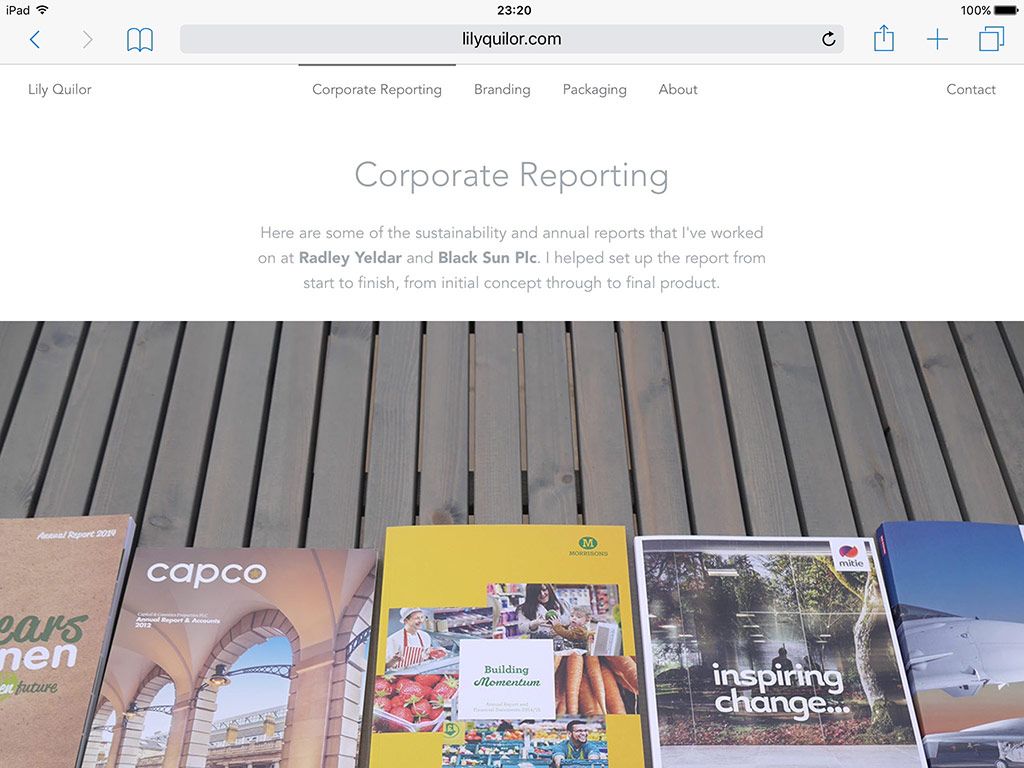 iPad 23:20 100%
lilyquilor.com
Lily Quilor Corporate Reporting Branding Packaging About Contact
Corporate Reporting
Here are some of the sustainability and annual reports that I've worked
on at Radley Yeldar and Black Sun Plc. I helped set up the report from
start to finish, from initial concept through to final product.
Annual Report 2014
ears
nen
en future
capco
Capital & Counties Properties PLC
Annual Report & Accounts
2012
M
MORRISONS
Building
Momentum
Annual Report and
Financial Statements 2014/15
mitie
inspiring
change...